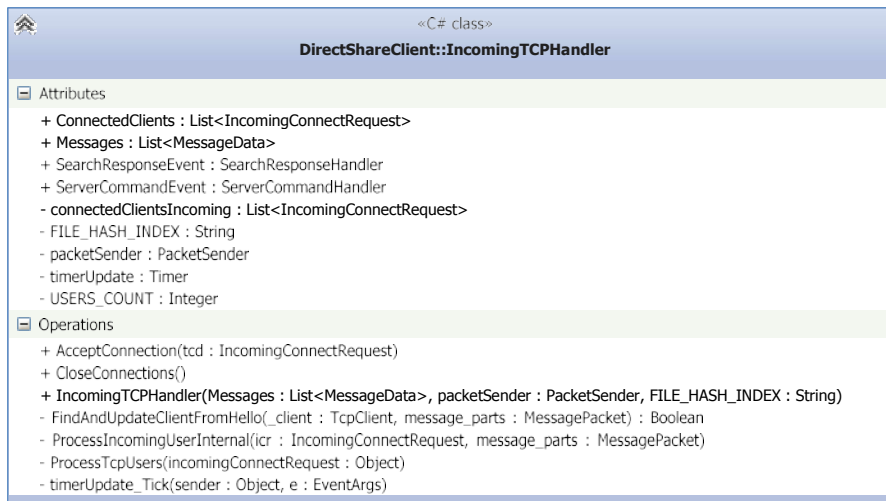 «C# class»
DirectShareClient::IncomingTCPHandler
Attributes
+ ConnectedClients : List<IncomingConnectRequest>
+ Messages : List<MessageData>
+ SearchResponseEvent : SearchResponseHandler
+ ServerCommandEvent : ServerCommandHandler
- connectedClientsIncoming : List<IncomingConnectRequest>
- FILE_HASH_INDEX : String
- packetSender : PacketSender
- timerUpdate : Timer
- USERS_COUNT : Integer
Operations
+ AcceptConnection(tcd : IncomingConnectRequest)
+ CloseConnections()
+ IncomingTCPHandler(Messages : List<MessageData>, packetSender : PacketSender, FILE_HASH_INDEX : String)
- FindAndUpdateClientFromHello(_client : TcpClient, message_parts : MessagePacket) : Boolean
- ProcessIncomingUserInternal(icr : IncomingConnectRequest, message_parts : MessagePacket)
- ProcessTcpUsers(incomingConnectRequest : Object)
- timerUpdate_Tick(sender : Object, e : EventArgs)